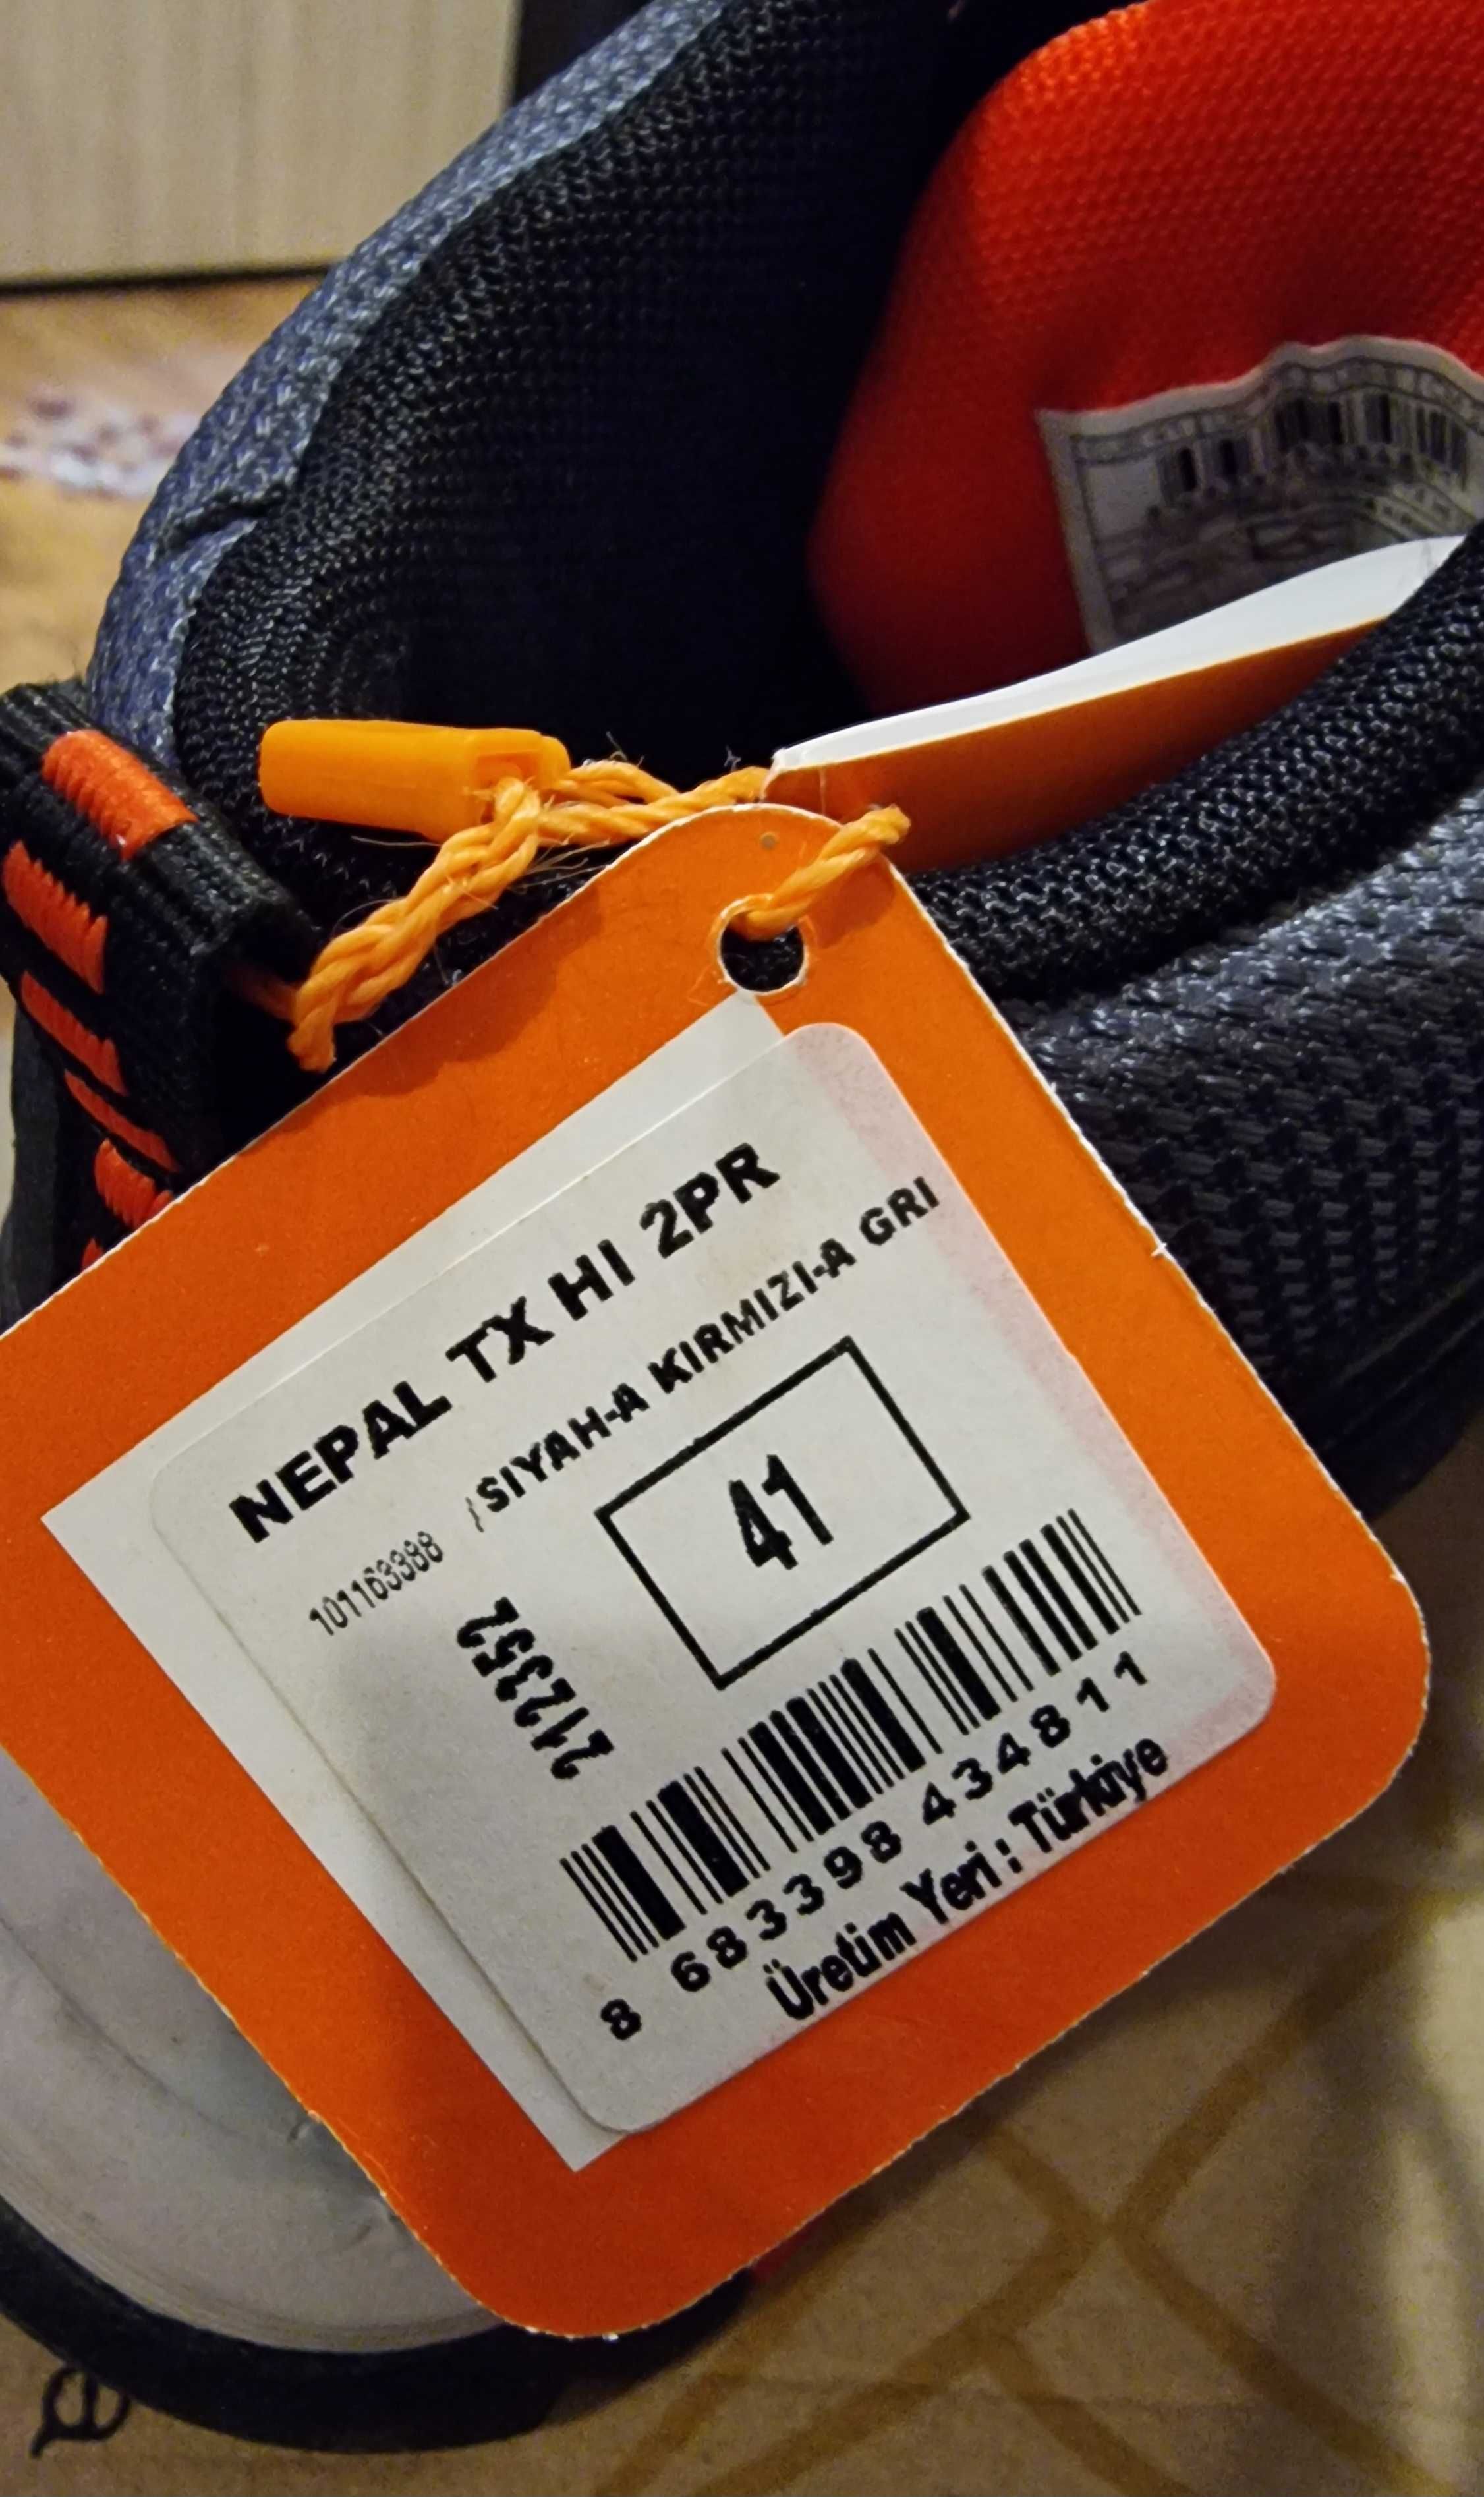 NEPAL TX HI 2PR
101163388 /SIYAH-A KIRMIZI-A GRI
41
212352
8 683398 434811
Üretim Yeri : Türkiye